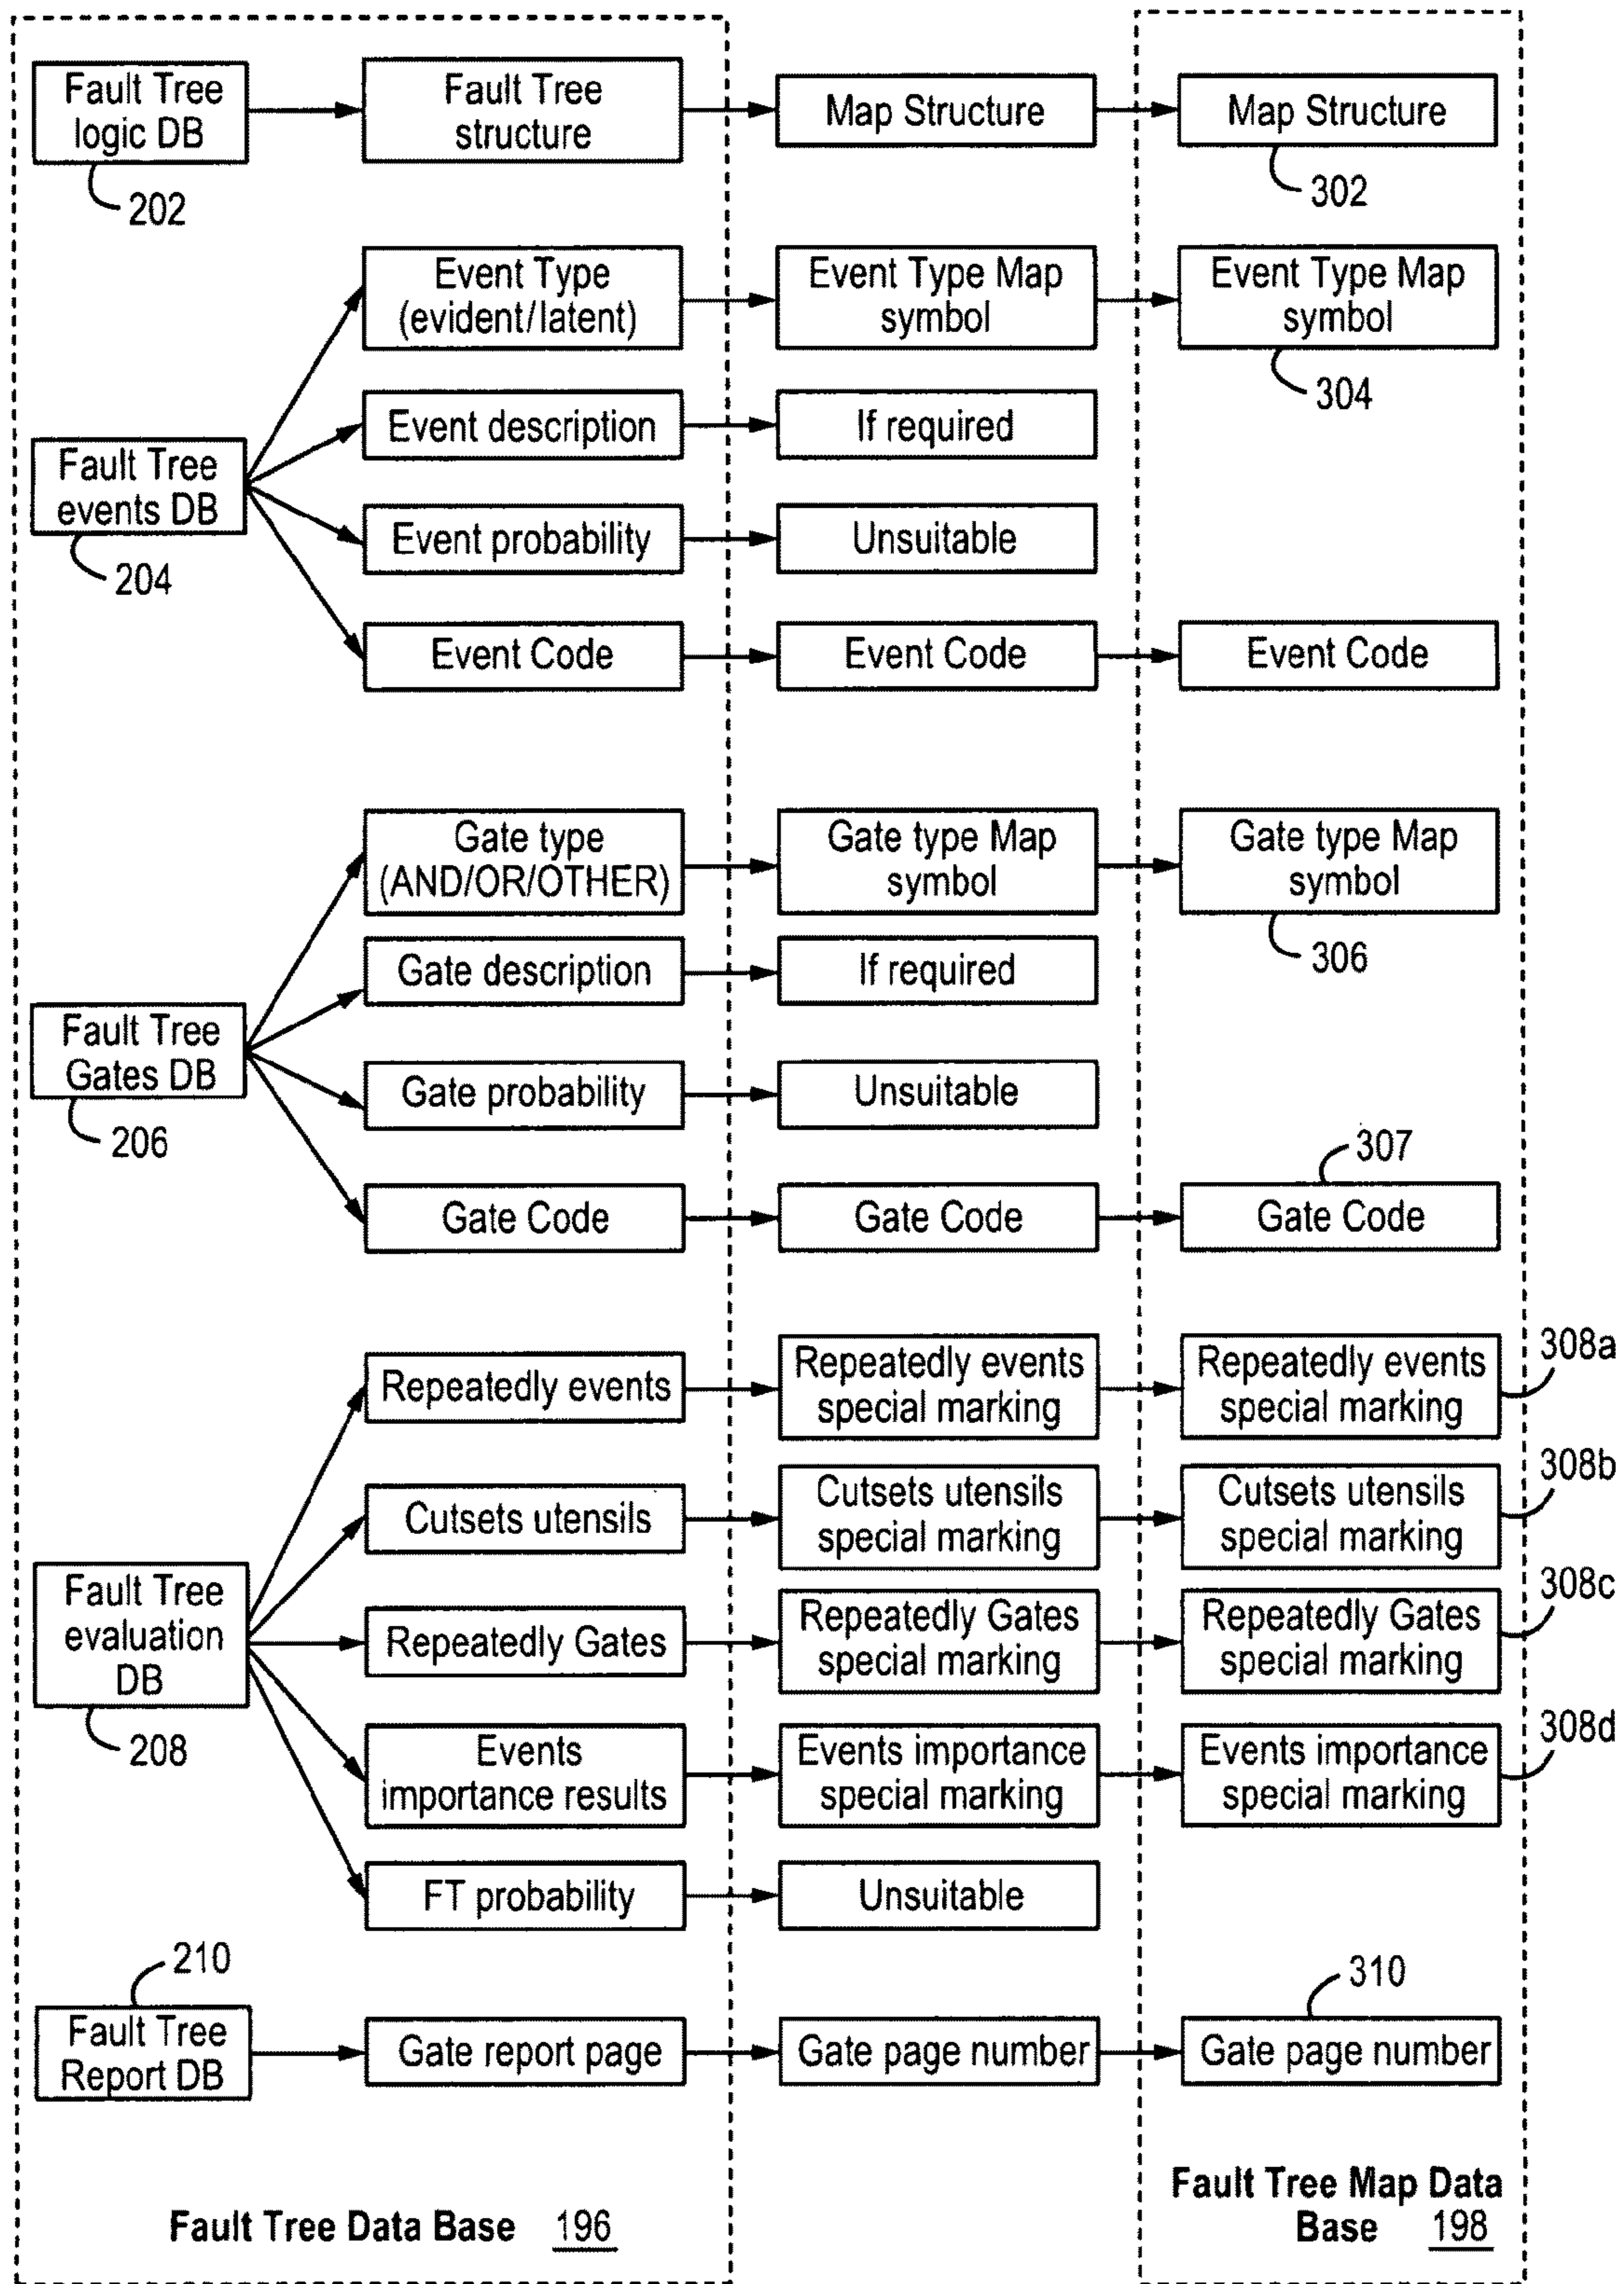 Fault Tree
logic DB
202
Fault Tree
structure
Map Structure
Map Structure
302
Event Type
(evident/latent)
Event Type Map
symbol
Event Type Map
symbol
304
Fault Tree
events DB
204
Event description
If required
Event probability
Unsuitable
Event Code
Event Code
Event Code
Gate type
(AND/OR/OTHER)
Gate type Map
symbol
Gate type Map
symbol
306
Fault Tree
Gates DB
206
Gate description
If required
Gate probability
Unsuitable
307
Gate Code
Gate Code
Gate Code
Repeatedly events
Repeatedly events
special marking
Repeatedly events
special marking
308a
Cutsets utensils
Cutsets utensils
special marking
Cutsets utensils
special marking
308b
Fault Tree
evaluation
DB
208
Repeatedly Gates
Repeatedly Gates
special marking
Repeatedly Gates
special marking
308c
Events
importance results
Events importance
special marking
Events importance
special marking
308d
FT probability
Unsuitable
210
Fault Tree
Report DB
Gate report page
Gate page number
310
Gate page number
Fault Tree Data Base 196
Fault Tree Map Data
Base 198